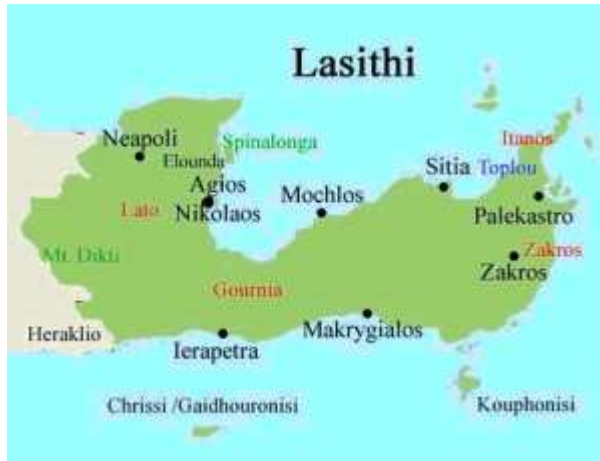 Lasithi
Neapoli
Spinalonga
Itanos
Elounda
Sitia
Toplou
Agios
Nikolaos
Mochlos
Lato
Palekastro
Mt. Dikti
Zakros
Zakros
Gournia
Heraklio
Ierapetra
Makrygialos
Chrissi /Gaidhouronisi
Kouphonisi